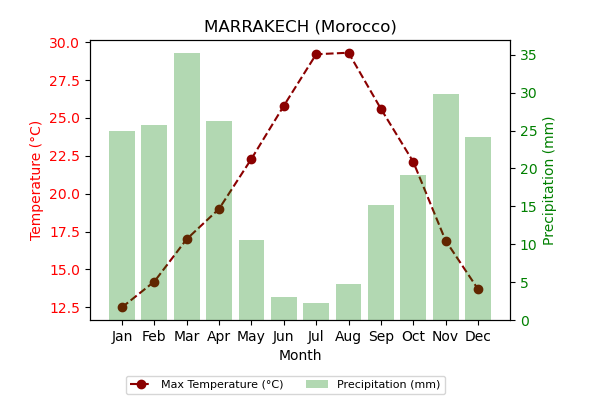 MARRAKECH (Morocco)
30.0
27.5
25.0
22.5
20.0
17.5
15.0
12.5
Temperature (°C)
35
30
25
20
15
10
5
0
Precipitation (mm)
Jan Feb Mar Apr May Jun Jul Aug Sep Oct Nov Dec
Month
Max Temperature (°C) Precipitation (mm)